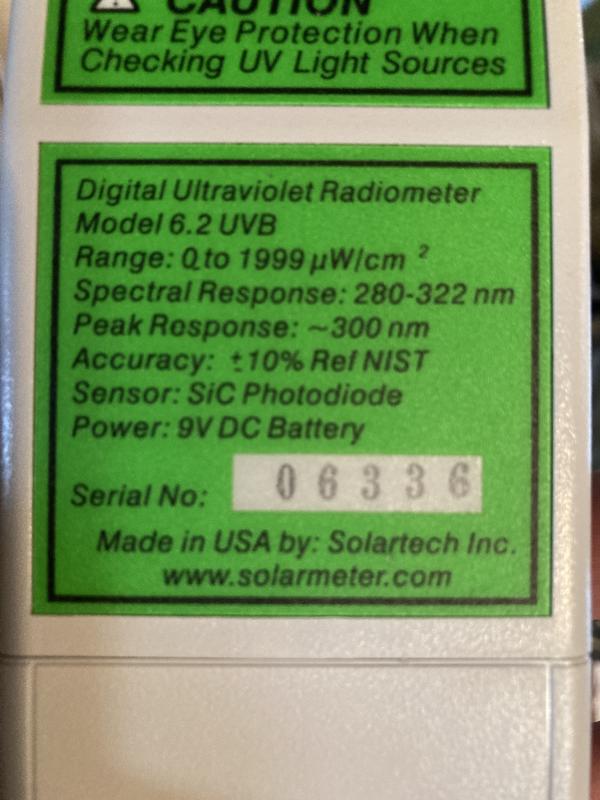 CAUTION
Wear Eye Protection When
Checking UV Light Sources
Digital Ultraviolet Radiometer
Model 6.2 UVB
Range: 0 to 1999 µW/cm ²
Spectral Response: 280-322 nm
Peak Response: ~300 nm
Accuracy: ±10% Ref NIST
Sensor: SiC Photodiode
Power: 9V DC Battery
Serial No: 06336
Made in USA by: Solartech Inc.
www.solarmeter.com